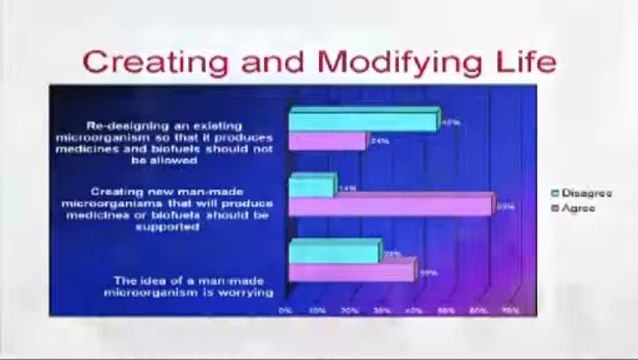 Creating and Modifying Life
Re-designing an existing
microorganism so that it produces
medicines and biofuels should not
be allowed
24%
Creating new man-made
microorganisms that will produce
medicines or biofuels should be
supported
14%
The idea of a man-made
microorganism is worrying
Disagree
Agree
0% 10% 20% 30% 40% 50% 60% 70%